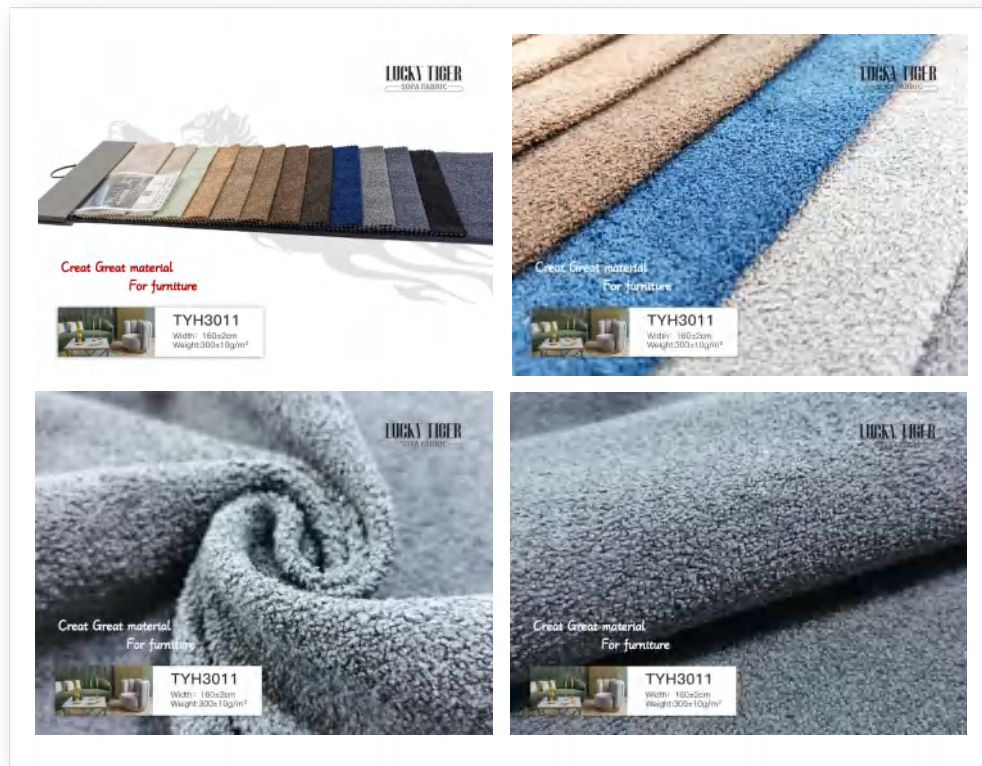 LUCKY TIGER
SOFA FABRIC
Creat Great material
For furniture
TYH3011
Width: 160±2cm
Weight:300±10g/m²
LUCKY TIGER
SOFA FABRIC
Creat Great material
For furniture
TYH3011
Width: 160±2cm
Weight:300±10g/m²
LUCKY TIGER
SOFA FABRIC
Creat Great material
For furniture
TYH3011
Width: 160±2cm
Weight:300±10g/m²
LUCKY TIGER
SOFA FABRIC
Creat Great material
For furniture
TYH3011
Width: 160±2cm
Weight:300±10g/m²